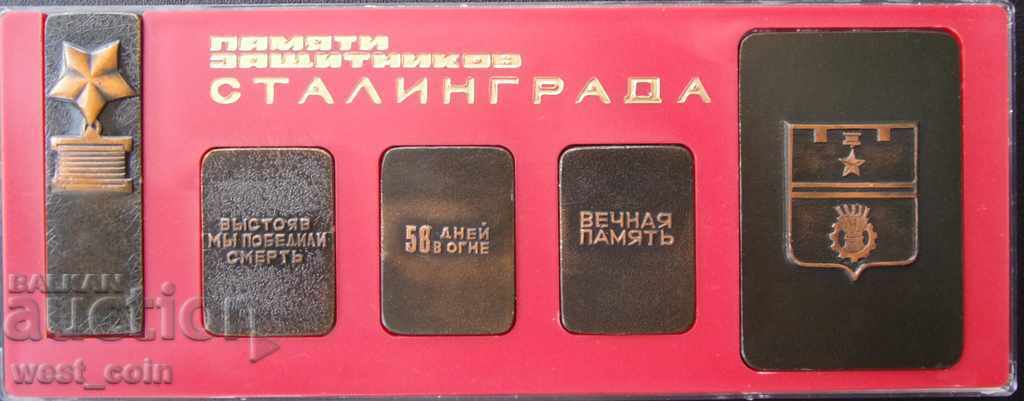 ПАМЯТИ
ЗАЩИТНИКОВ
СТАЛИНГРАДА
ВЫСТОЯВ
МЫ ПОБЕДИЛИ
СМЕРТЬ
58 ДНЕЙ
В ОГНЕ
ВЕЧНАЯ
ПАМЯТЬ
BALKAN
auction
west_coin